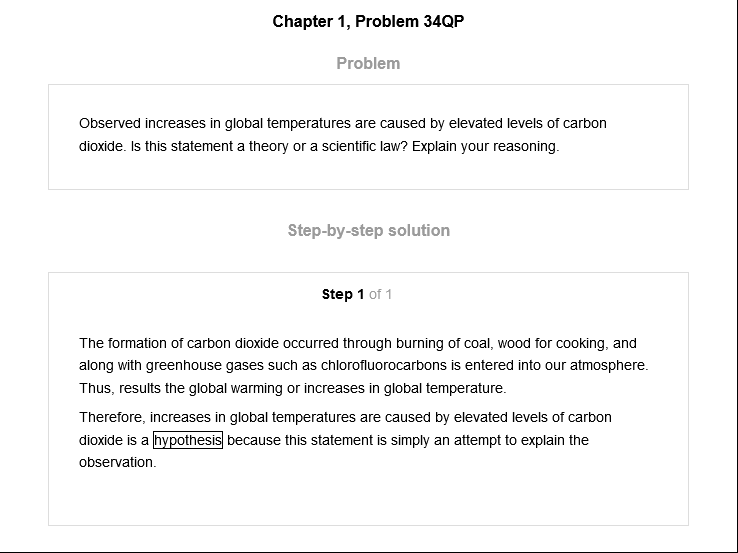 Chapter 1, Problem 34QP
Problem
Observed increases in global temperatures are caused by elevated levels of carbon
dioxide. Is this statement a theory or a scientific law? Explain your reasoning.
Step-by-step solution
Step 1 of 1
The formation of carbon dioxide occurred through burning of coal, wood for cooking, and
along with greenhouse gases such as chlorofluorocarbons is entered into our atmosphere.
Thus, results the global warming or increases in global temperature.
Therefore, increases in global temperatures are caused by elevated levels of carbon
dioxide is a hypothesis because this statement is simply an attempt to explain the
observation.